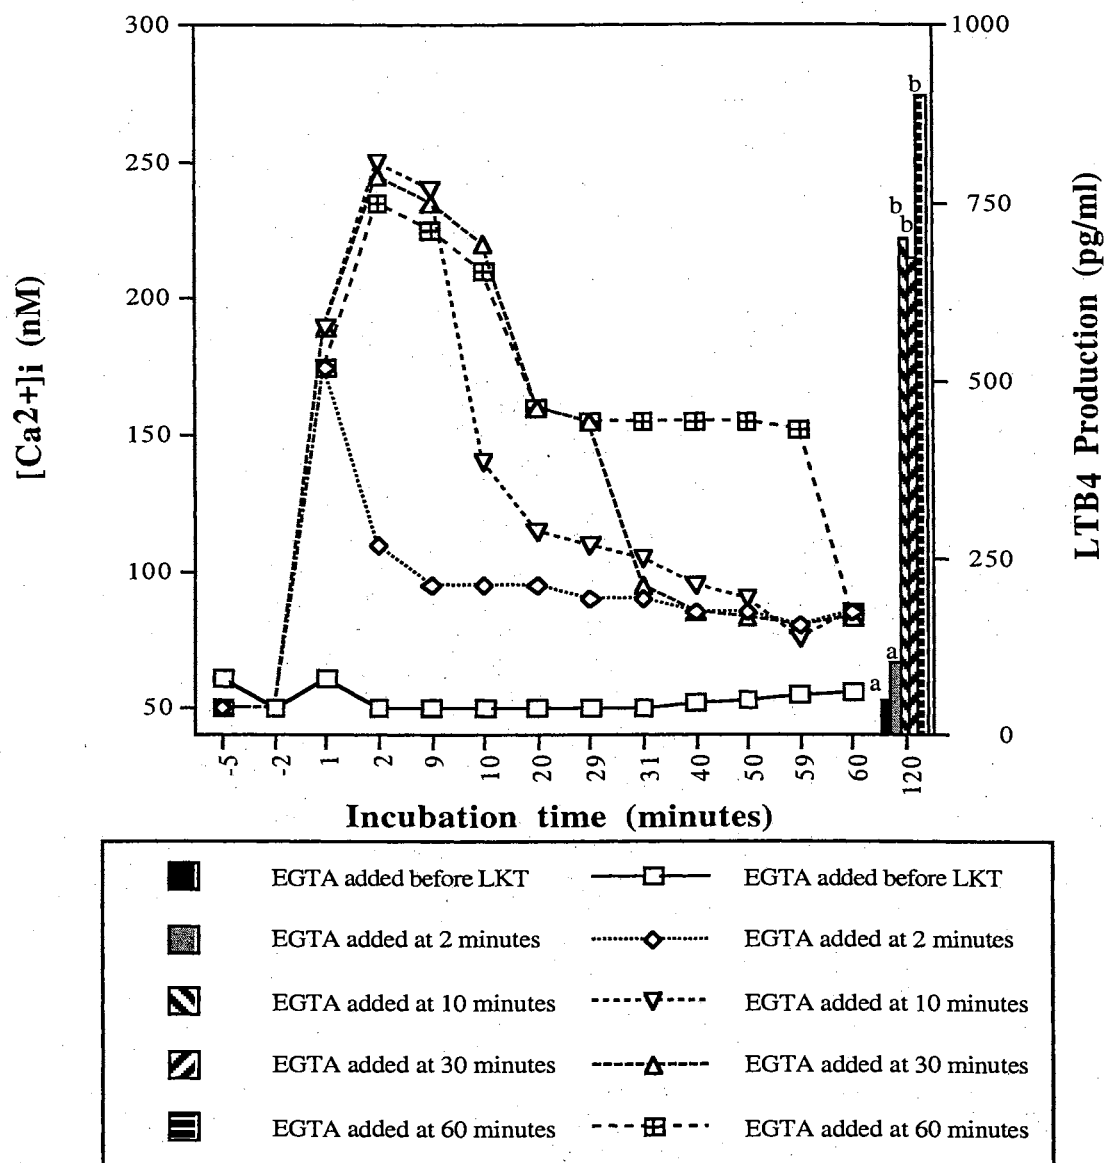 300
250
200
150
100
50
[Ca2+]i (nM)
1000
750
500
250
0
LTB4 Production (pg/ml)
a
a
b
b
b
-5
-2
1
2
9
10
20
29
31
40
50
59
60
120
Incubation time (minutes)
EGTA added before LKT
EGTA added before LKT
EGTA added at 2 minutes
EGTA added at 2 minutes
EGTA added at 10 minutes
EGTA added at 10 minutes
EGTA added at 30 minutes
EGTA added at 30 minutes
EGTA added at 60 minutes
EGTA added at 60 minutes